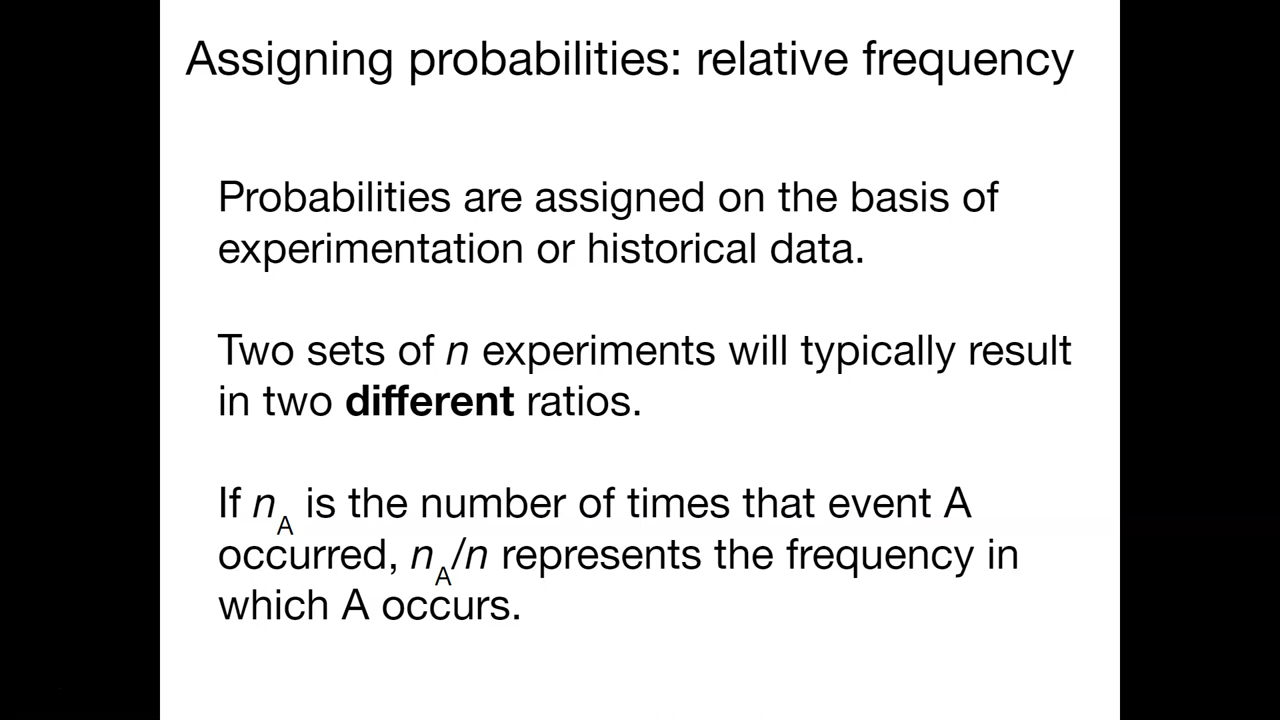 Assigning probabilities: relative frequency
Probabilities are assigned on the basis of
experimentation or historical data.
Two sets of n experiments will typically result
in two different ratios.
If nA is the number of times that event A
occurred, nA/n represents the frequency in
which A occurs.